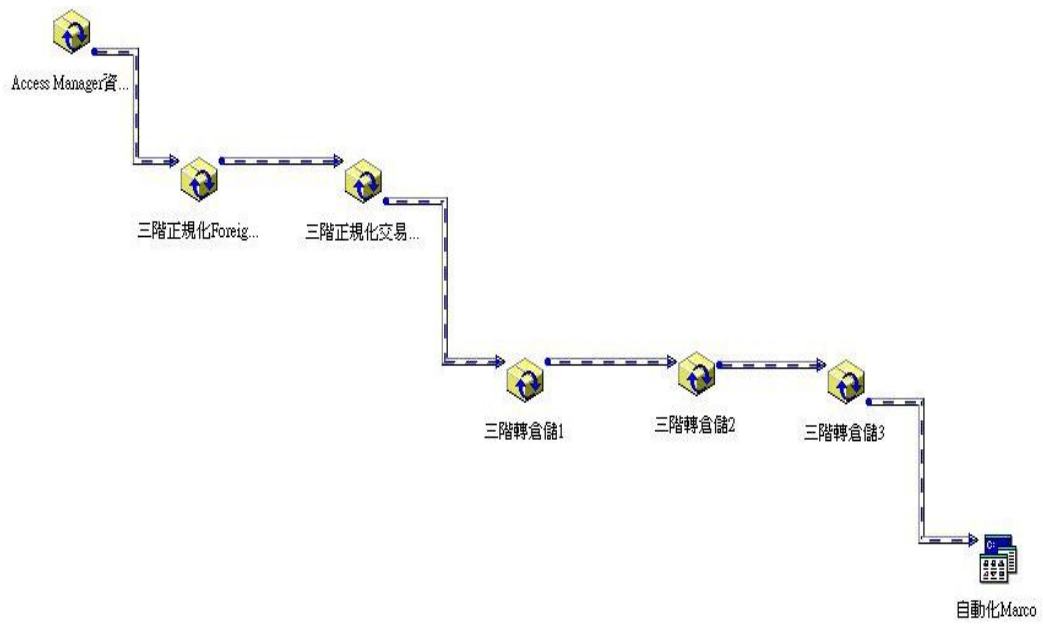 Access Manager資...
三階正規化Foreig...
三階正規化交易...
三階轉倉儲1
三階轉倉儲2
三階轉倉儲3
自動化Marco